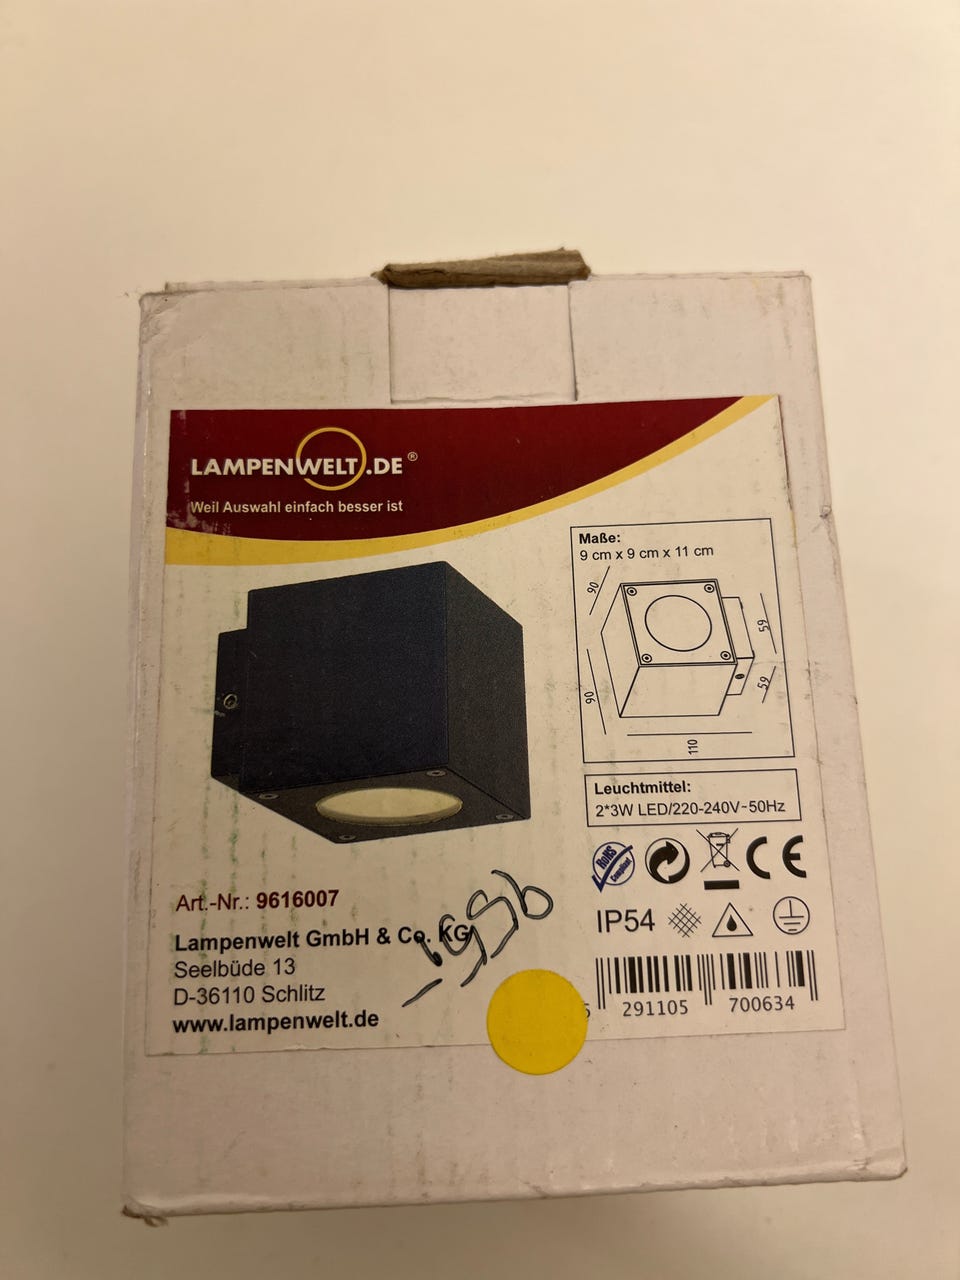 LAMPENWELT.DE®
Weil Auswahl einfach besser ist
Maße:
9 cm x 9 cm x 11 cm
90
59
59
90
110
Leuchtmittel:
2*3W LED/220-240V~50Hz
RoHS
Compliant
CE
IP54
Art.-Nr.: 9616007
Lampenwelt GmbH & Co. KG
Seelbüde 13
D-36110 Schlitz
www.lampenwelt.de
291105 700634